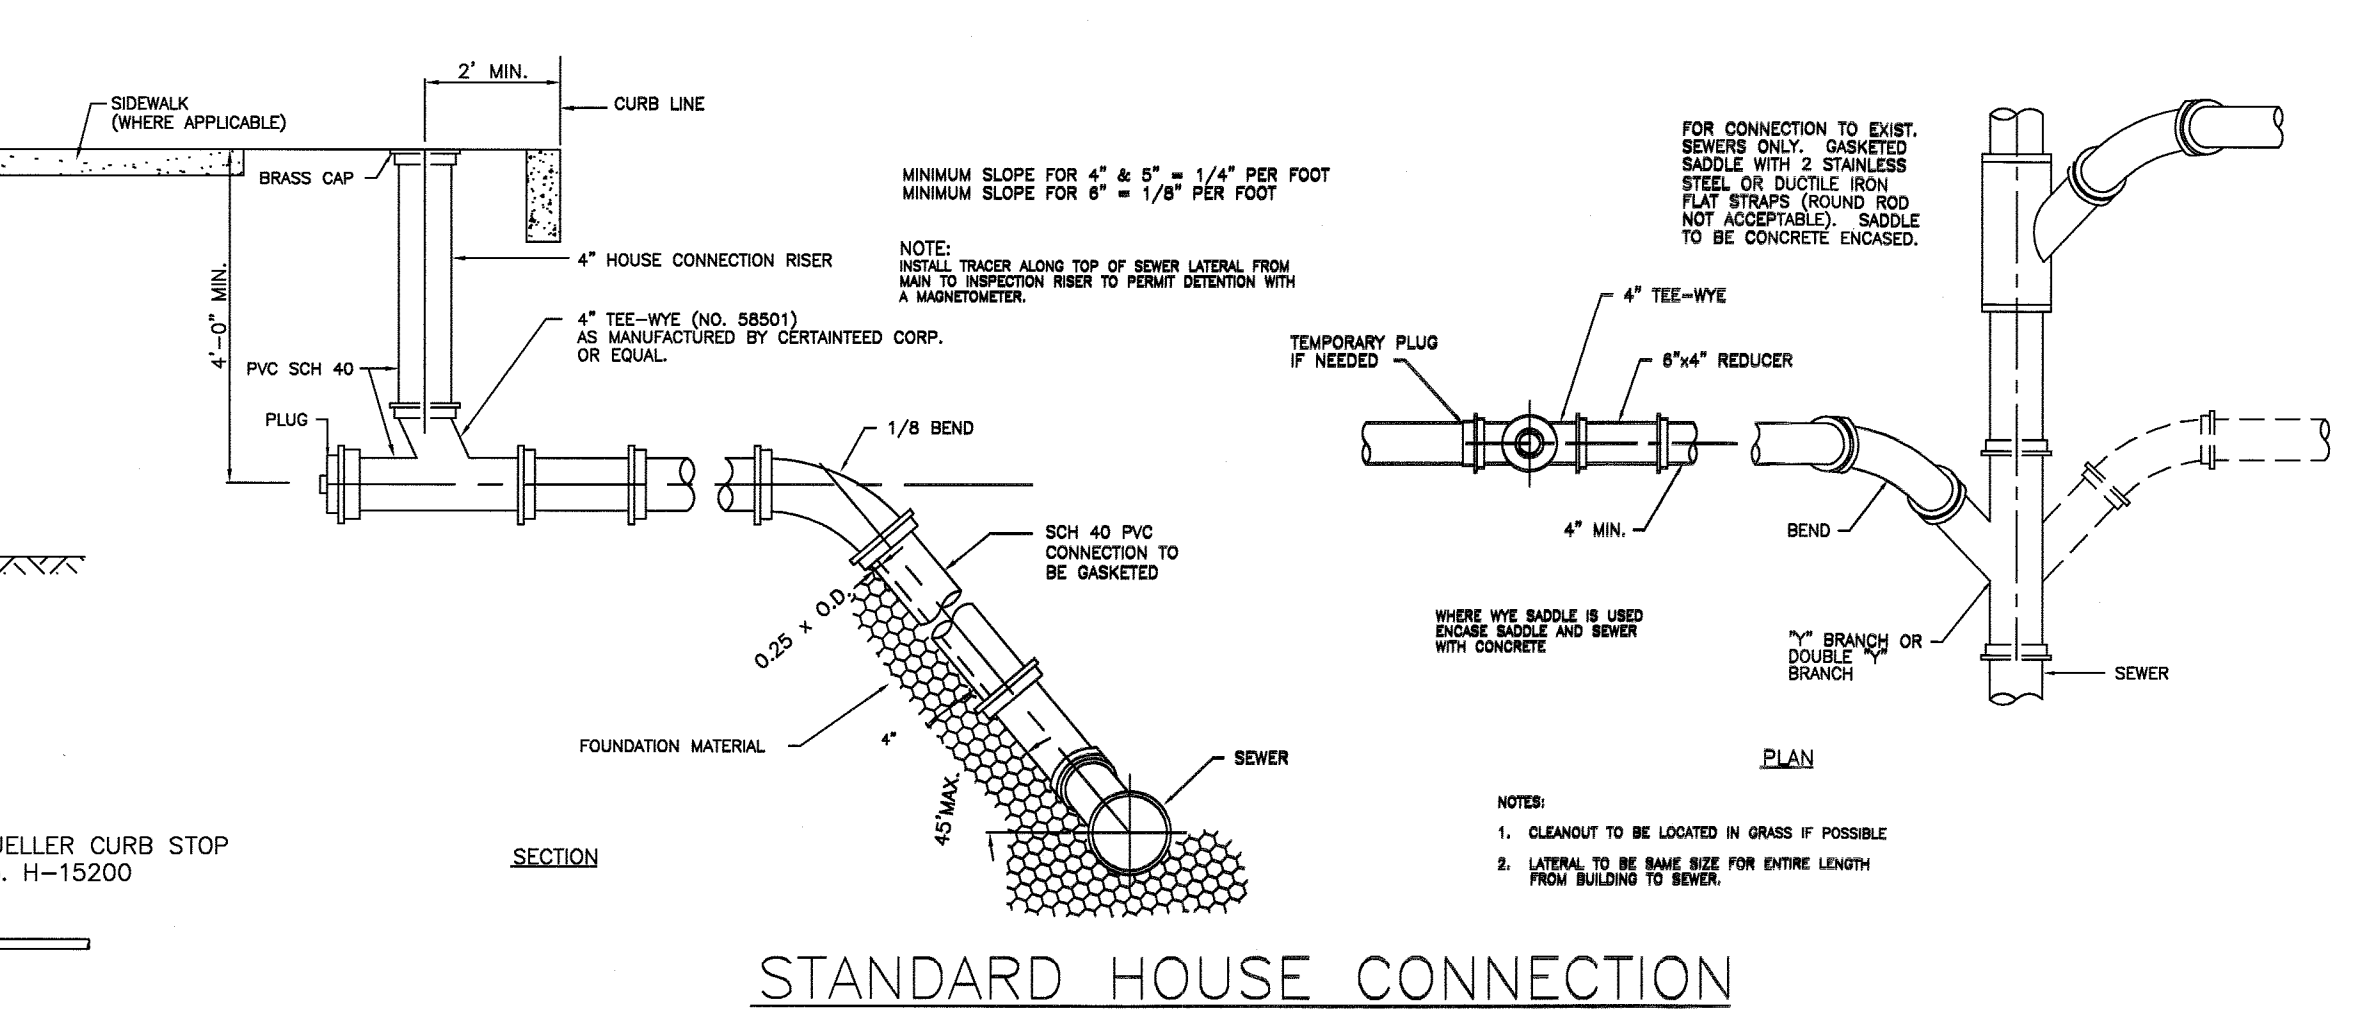 2' MIN.
SIDEWALK
(WHERE APPLICABLE)
CURB LINE
BRASS CAP
4'-0" MIN.
4" HOUSE CONNECTION RISER
4" TEE-WYE (NO. 58501)
AS MANUFACTURED BY CERTAINTEED CORP.
OR EQUAL.
PVC SCH 40
PLUG
1/8 BEND
SCH 40 PVC
CONNECTION TO
BE GASKETED
0.25 x O.D.
FOUNDATION MATERIAL
4"
45°MAX.
SEWER
SECTION
MINIMUM SLOPE FOR 4" & 5" = 1/4" PER FOOT
MINIMUM SLOPE FOR 6" = 1/8" PER FOOT
NOTE:
INSTALL TRACER ALONG TOP OF SEWER LATERAL FROM
MAIN TO INSPECTION RISER TO PERMIT DETENTION WITH
A MAGNETOMETER.
FOR CONNECTION TO EXIST.
SEWERS ONLY. GASKETED
SADDLE WITH 2 STAINLESS
STEEL OR DUCTILE IRON
FLAT STRAPS (ROUND ROD
NOT ACCEPTABLE). SADDLE
TO BE CONCRETE ENCASED.
4" TEE-WYE
TEMPORARY PLUG
IF NEEDED
6"x4" REDUCER
4" MIN.
BEND
WHERE WYE SADDLE IS USED
ENCASE SADDLE AND SEWER
WITH CONCRETE
"Y" BRANCH OR
DOUBLE "Y"
BRANCH
SEWER
PLAN
NOTES:
1. CLEANOUT TO BE LOCATED IN GRASS IF POSSIBLE
2. LATERAL TO BE SAME SIZE FOR ENTIRE LENGTH
FROM BUILDING TO SEWER.
UELLER CURB STOP
. H-15200
STANDARD HOUSE CONNECTION